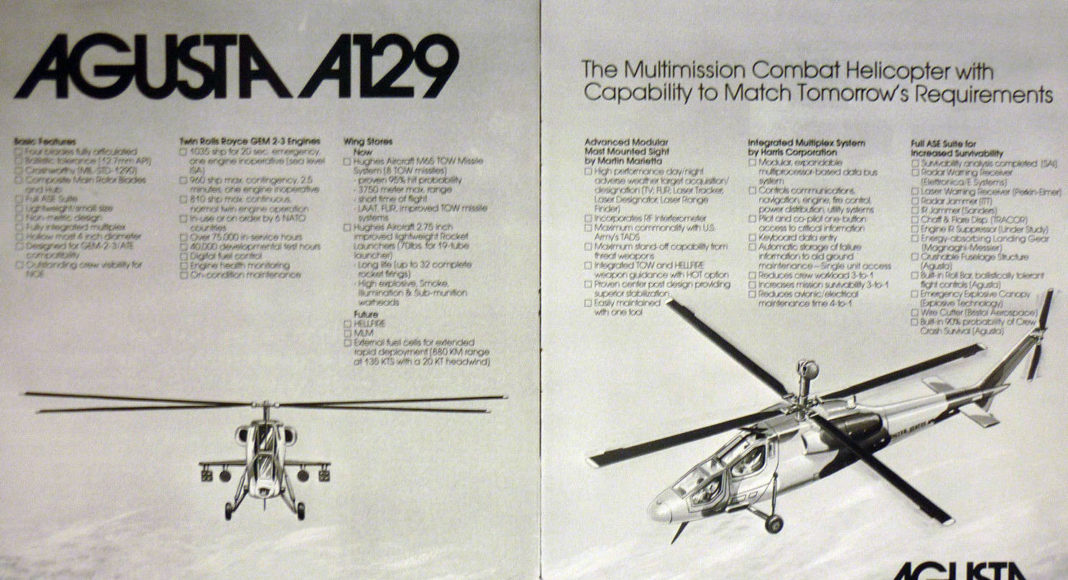 AGUSTA A129
Basic Features
□ Four blades fully articulated
□ Ballistic tolerance (12.7mm API)
□ Crashworthy (MIL-STD-1290)
□ Composite Main Rotor Blades
and Hub
□ Full ASE Suite
□ Lightweight/small size
□ Non-metric design
□ Fully integrated multiplex
□ Hollow mast 4 inch diameter
□ Designed for GEM-2-3/ATE
compatibility
□ Outstanding crew visibility for
NOE
Twin Rolls Royce GEM 2-3 Engines
□ 1035 shp for 20 sec. emergency,
one engine inoperative (sea level
ISA)
□ 960 shp max. contingency, 2.5
minutes, one engine inoperative
□ 810 shp max. continuous,
normal twin engine operation
□ In-use or on order by 6 NATO
countries
□ Over 75,000 in-service hours
□ 40,000 developmental test hours
□ Digital fuel control
□ Engine health monitoring
□ On-condition maintenance
Wing Stores
Now
□ Hughes Aircraft M65 TOW Missile
System (8 TOW missiles)
- proven 95% hit probability
- 3750 meter max. range
- short time of flight
- LAAT, FLIR, improved TOW missile
systems
□ Hughes Aircraft 2.75 inch
improved lightweight Rocket
Launchers (70lbs. for 19-tube
launcher)
- Long life (up to 32 complete
rocket firings)
- High explosive, Smoke,
Illumination & Sub-munition
warheads
Future
□ HELLFIRE
□ MLM
□ External fuel cells for extended
rapid deployment (880 KM range
at 135 KTS with a 20 KT headwind)
The Multimission Combat Helicopter with
Capability to Match Tomorrow's Requirements
Advanced Modular
Mast Mounted Sight
by Martin Marietta
□ High performance day/night
adverse weather target acquisition/
designation (TV, FLIR, Laser Tracker,
Laser Designator, Laser Range
Finder)
□ Incorporates RF Interferometer
□ Maximum commonality with U.S.
Army's TADS
□ Maximum stand-off capability from
threat weapons
□ Integrated TOW and HELLFIRE
weapon guidance with HOT option
□ Proven center post design providing
superior stabilization
□ Easily maintained
with one tool
Integrated Multiplex System
by Harris Corporation
□ Modular, expandable
multiprocessor-based data bus
system
□ Controls communications,
navigation, engine, fire control,
power distribution, utility systems
□ Pilot and co-pilot one-button
access to critical information
□ Keyboard data entry
□ Automatic storage of failure
information to aid ground
maintenance—Single unit access
□ Reduces crew workload 3-to-1
□ Increases mission survivability 3-to-1
□ Reduces avionic/electrical
maintenance time 4-to-1
Full ASE Suite for
Increased Survivability
□ Survivability analysis completed (SAI)
□ Radar Warning Receiver
(Elettronica/E Systems)
□ Laser Warning Receiver (Perkin-Elmer)
□ Radar Jammer (ITT)
□ IR Jammer (Sanders)
□ Chaff & Flare Disp. (TRACOR)
□ Engine IR Suppressor (Under Study)
□ Energy-absorbing Landing Gear
(Magnaghi-Messier)
□ Crushable Fuselage Structure
(Agusta)
□ Built-in Roll Bar, ballistically tolerant
flight controls (Agusta)
□ Emergency Explosive Canopy
(Explosive Technology)
□ Wire Cutter (Bristol Aerospace)
□ Built-in 90% probability of Crew
Crash Survival (Agusta)
AGUSTA